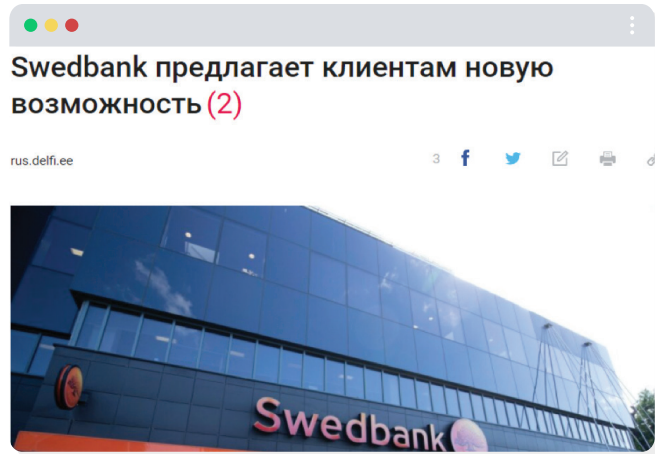 Swedbank предлагает клиентам новую
возможность (2)
rus.delfi.ee
3
Swedbank